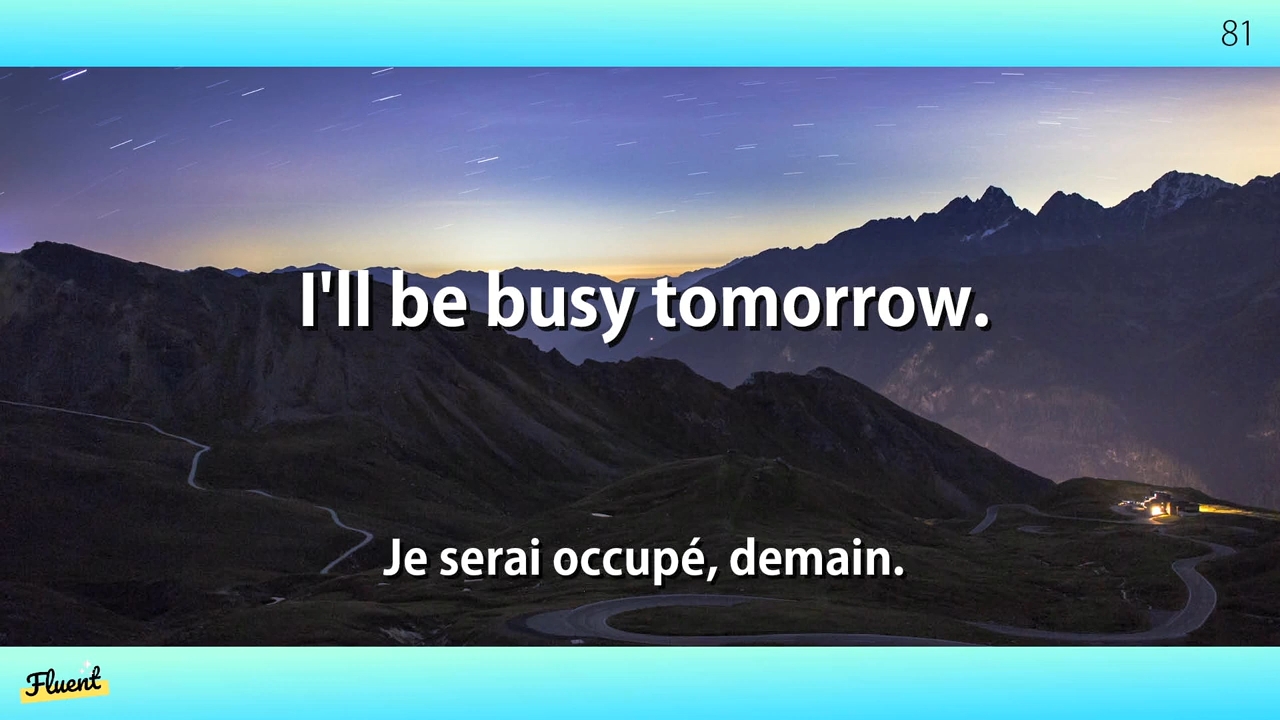 81
I'll be busy tomorrow.
Je serai occupé, demain.
Fluent